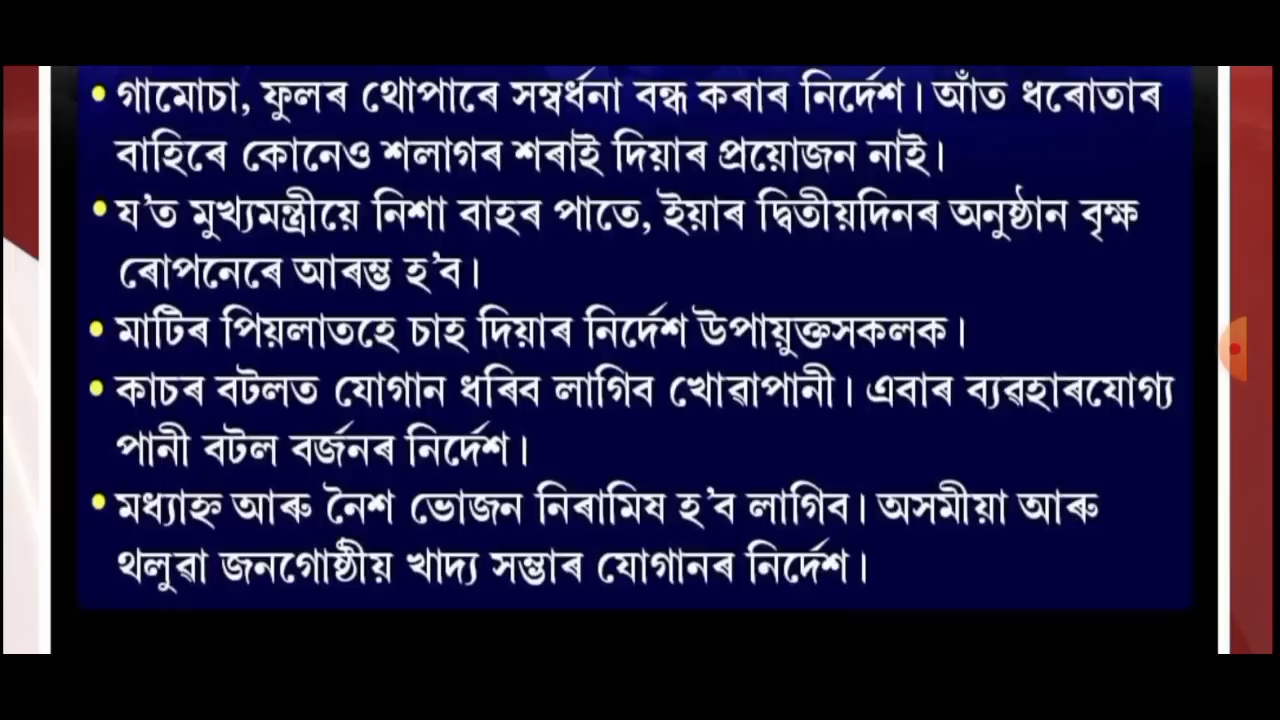 • গামোচা, ফুলৰ থোপাৰে সম্বৰ্ধনা বন্ধ কৰাৰ নিৰ্দেশ। আঁত ধৰোতাৰ
বাহিৰে কোনেও শলাগৰ শৰাই দিয়াৰ প্ৰয়োজন নাই।
• য'ত মুখ্যমন্ত্ৰীয়ে নিশা বাহৰ পাতে, ইয়াৰ দ্বিতীয়দিনৰ অনুষ্ঠান বৃক্ষ
ৰোপনেৰে আৰম্ভ হ'ব।
• মাটিৰ পিয়লাতহে চাহ দিয়াৰ নিৰ্দেশ উপায়ুক্তসকলক।
• কাচৰ বটলত যোগান ধৰিব লাগিব খোৱাপানী। এবাৰ ব্যৱহাৰযোগ্য
পানী বটল বৰ্জনৰ নিৰ্দেশ।
• মধ্যাহ্ন আৰু নৈশ ভোজন নিৰামিষ হ'ব লাগিব। অসমীয়া আৰু
থলুৱা জনগোষ্ঠীয় খাদ্য সম্ভাৰ যোগানৰ নিৰ্দেশ।